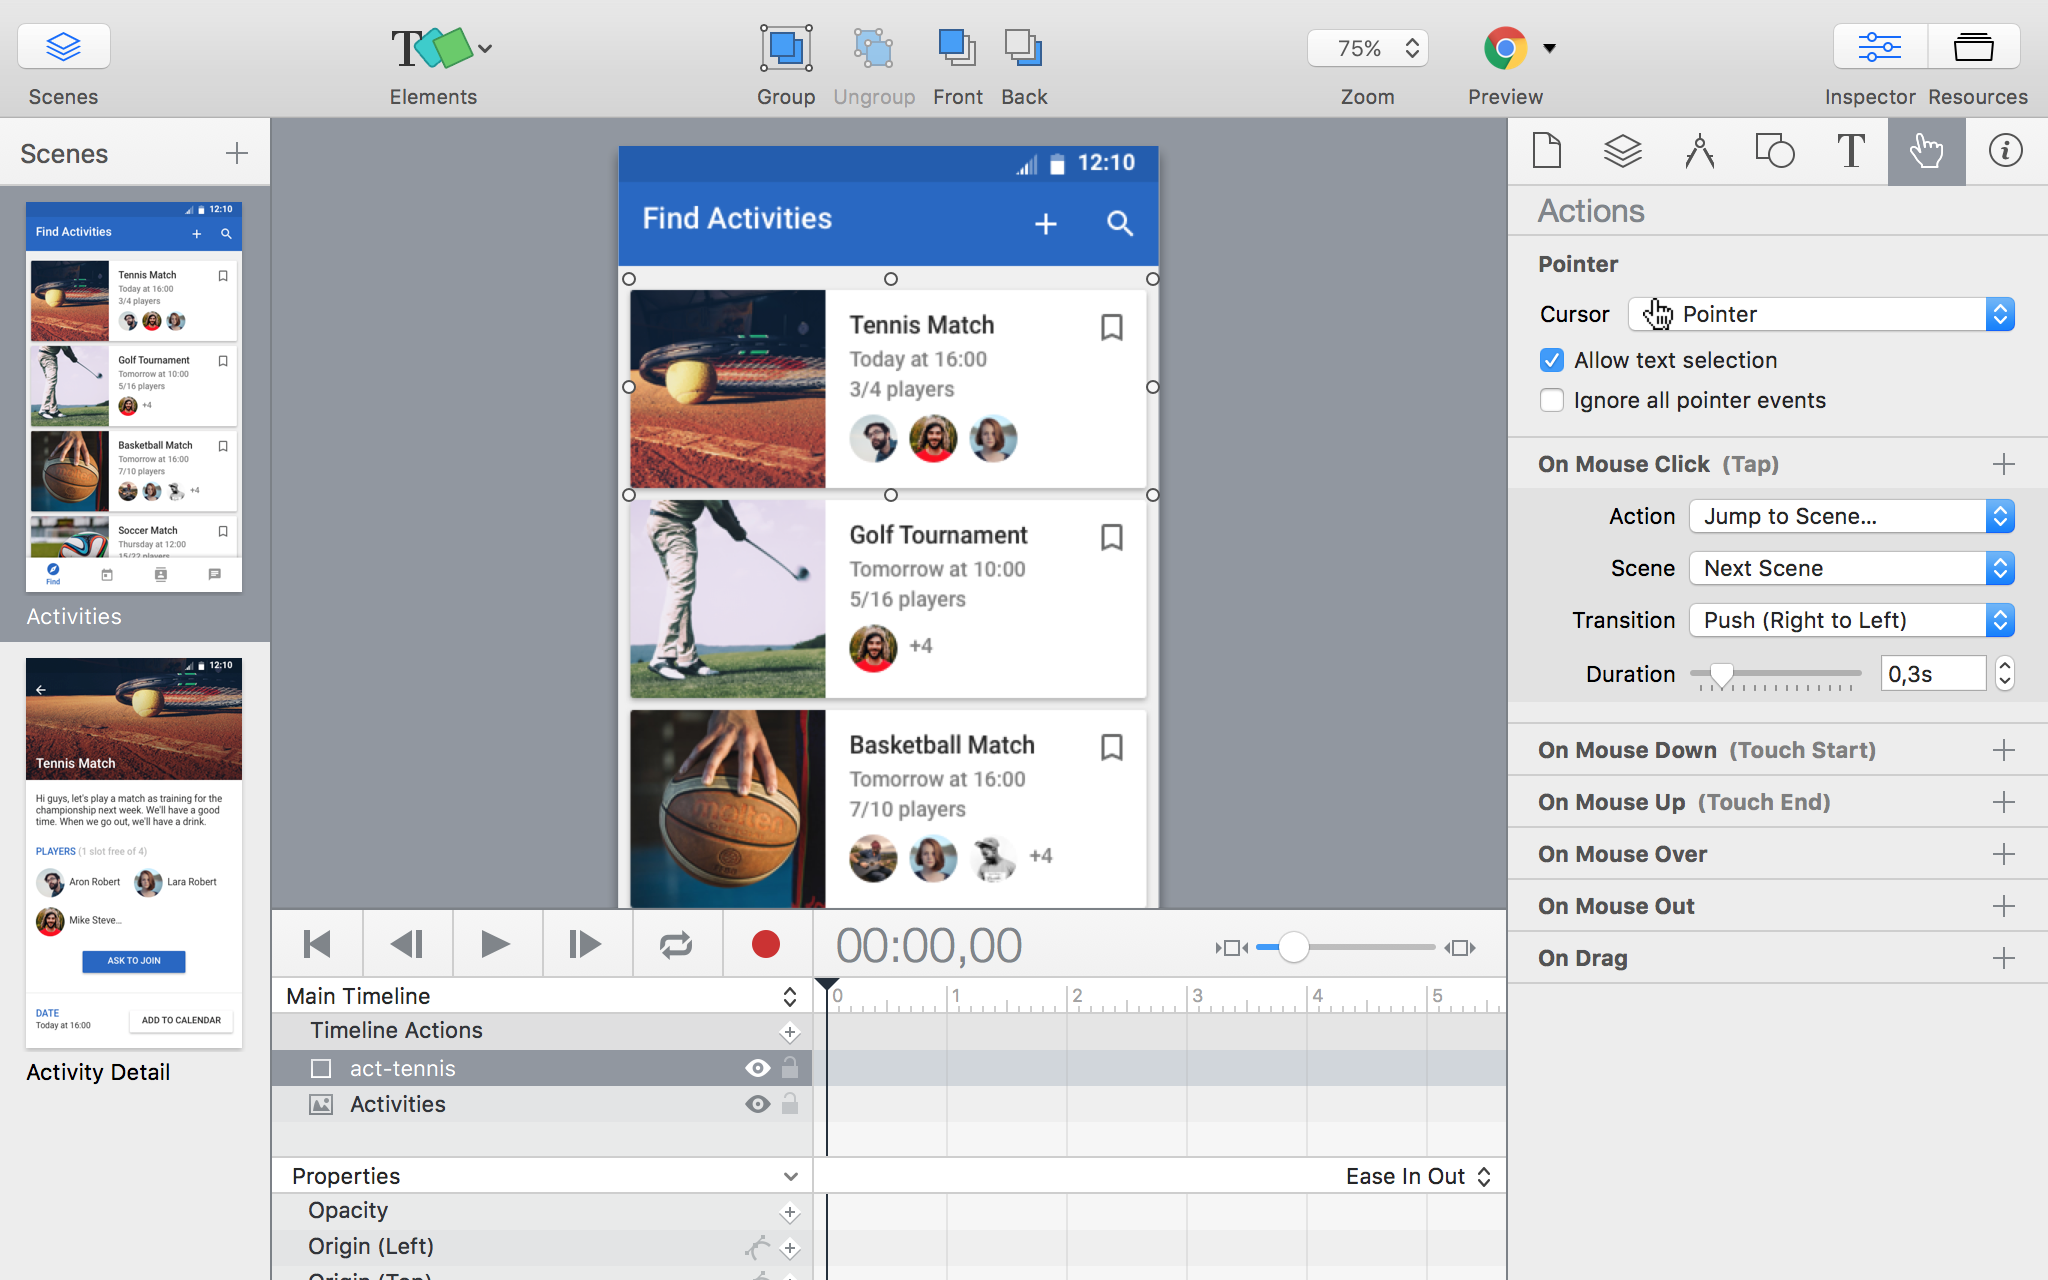 75%
Scenes
Elements
Group
Ungroup
Front
Back
Zoom
Preview
Inspector
Resources
Scenes
12:10
Find Activities
Tennis Match
Today at 16:00
3/4 players
Golf Tournament
Tomorrow at 10:00
5/16 players
+4
Basketball Match
Tomorrow at 16:00
7/10 players
+4
Soccer Match
Thursday at 12:00
15/22 players
Find
Activities
12:10
Tennis Match
Hi guys, let's play a match as training for the
championship next week. We'll have a good
time. When we go out, we'll have a drink.
PLAYERS (1 slot free of 4)
Aron Robert
Lara Robert
Mike Steve...
ASK TO JOIN
DATE
Today at 16:00
ADD TO CALENDAR
Activity Detail
12:10
Find Activities
Tennis Match
Today at 16:00
3/4 players
Golf Tournament
Tomorrow at 10:00
5/16 players
+4
Basketball Match
Tomorrow at 16:00
7/10 players
+4
00:00,00
Main Timeline
0 1 2 3 4 5
Timeline Actions
act-tennis
Activities
Properties
Ease In Out
Opacity
Origin (Left)
Origin (Top)
Actions
Pointer
Cursor
Pointer
Allow text selection
Ignore all pointer events
On Mouse Click (Tap)
Action
Jump to Scene...
Scene
Next Scene
Transition
Push (Right to Left)
Duration
0,3s
On Mouse Down (Touch Start)
On Mouse Up (Touch End)
On Mouse Over
On Mouse Out
On Drag